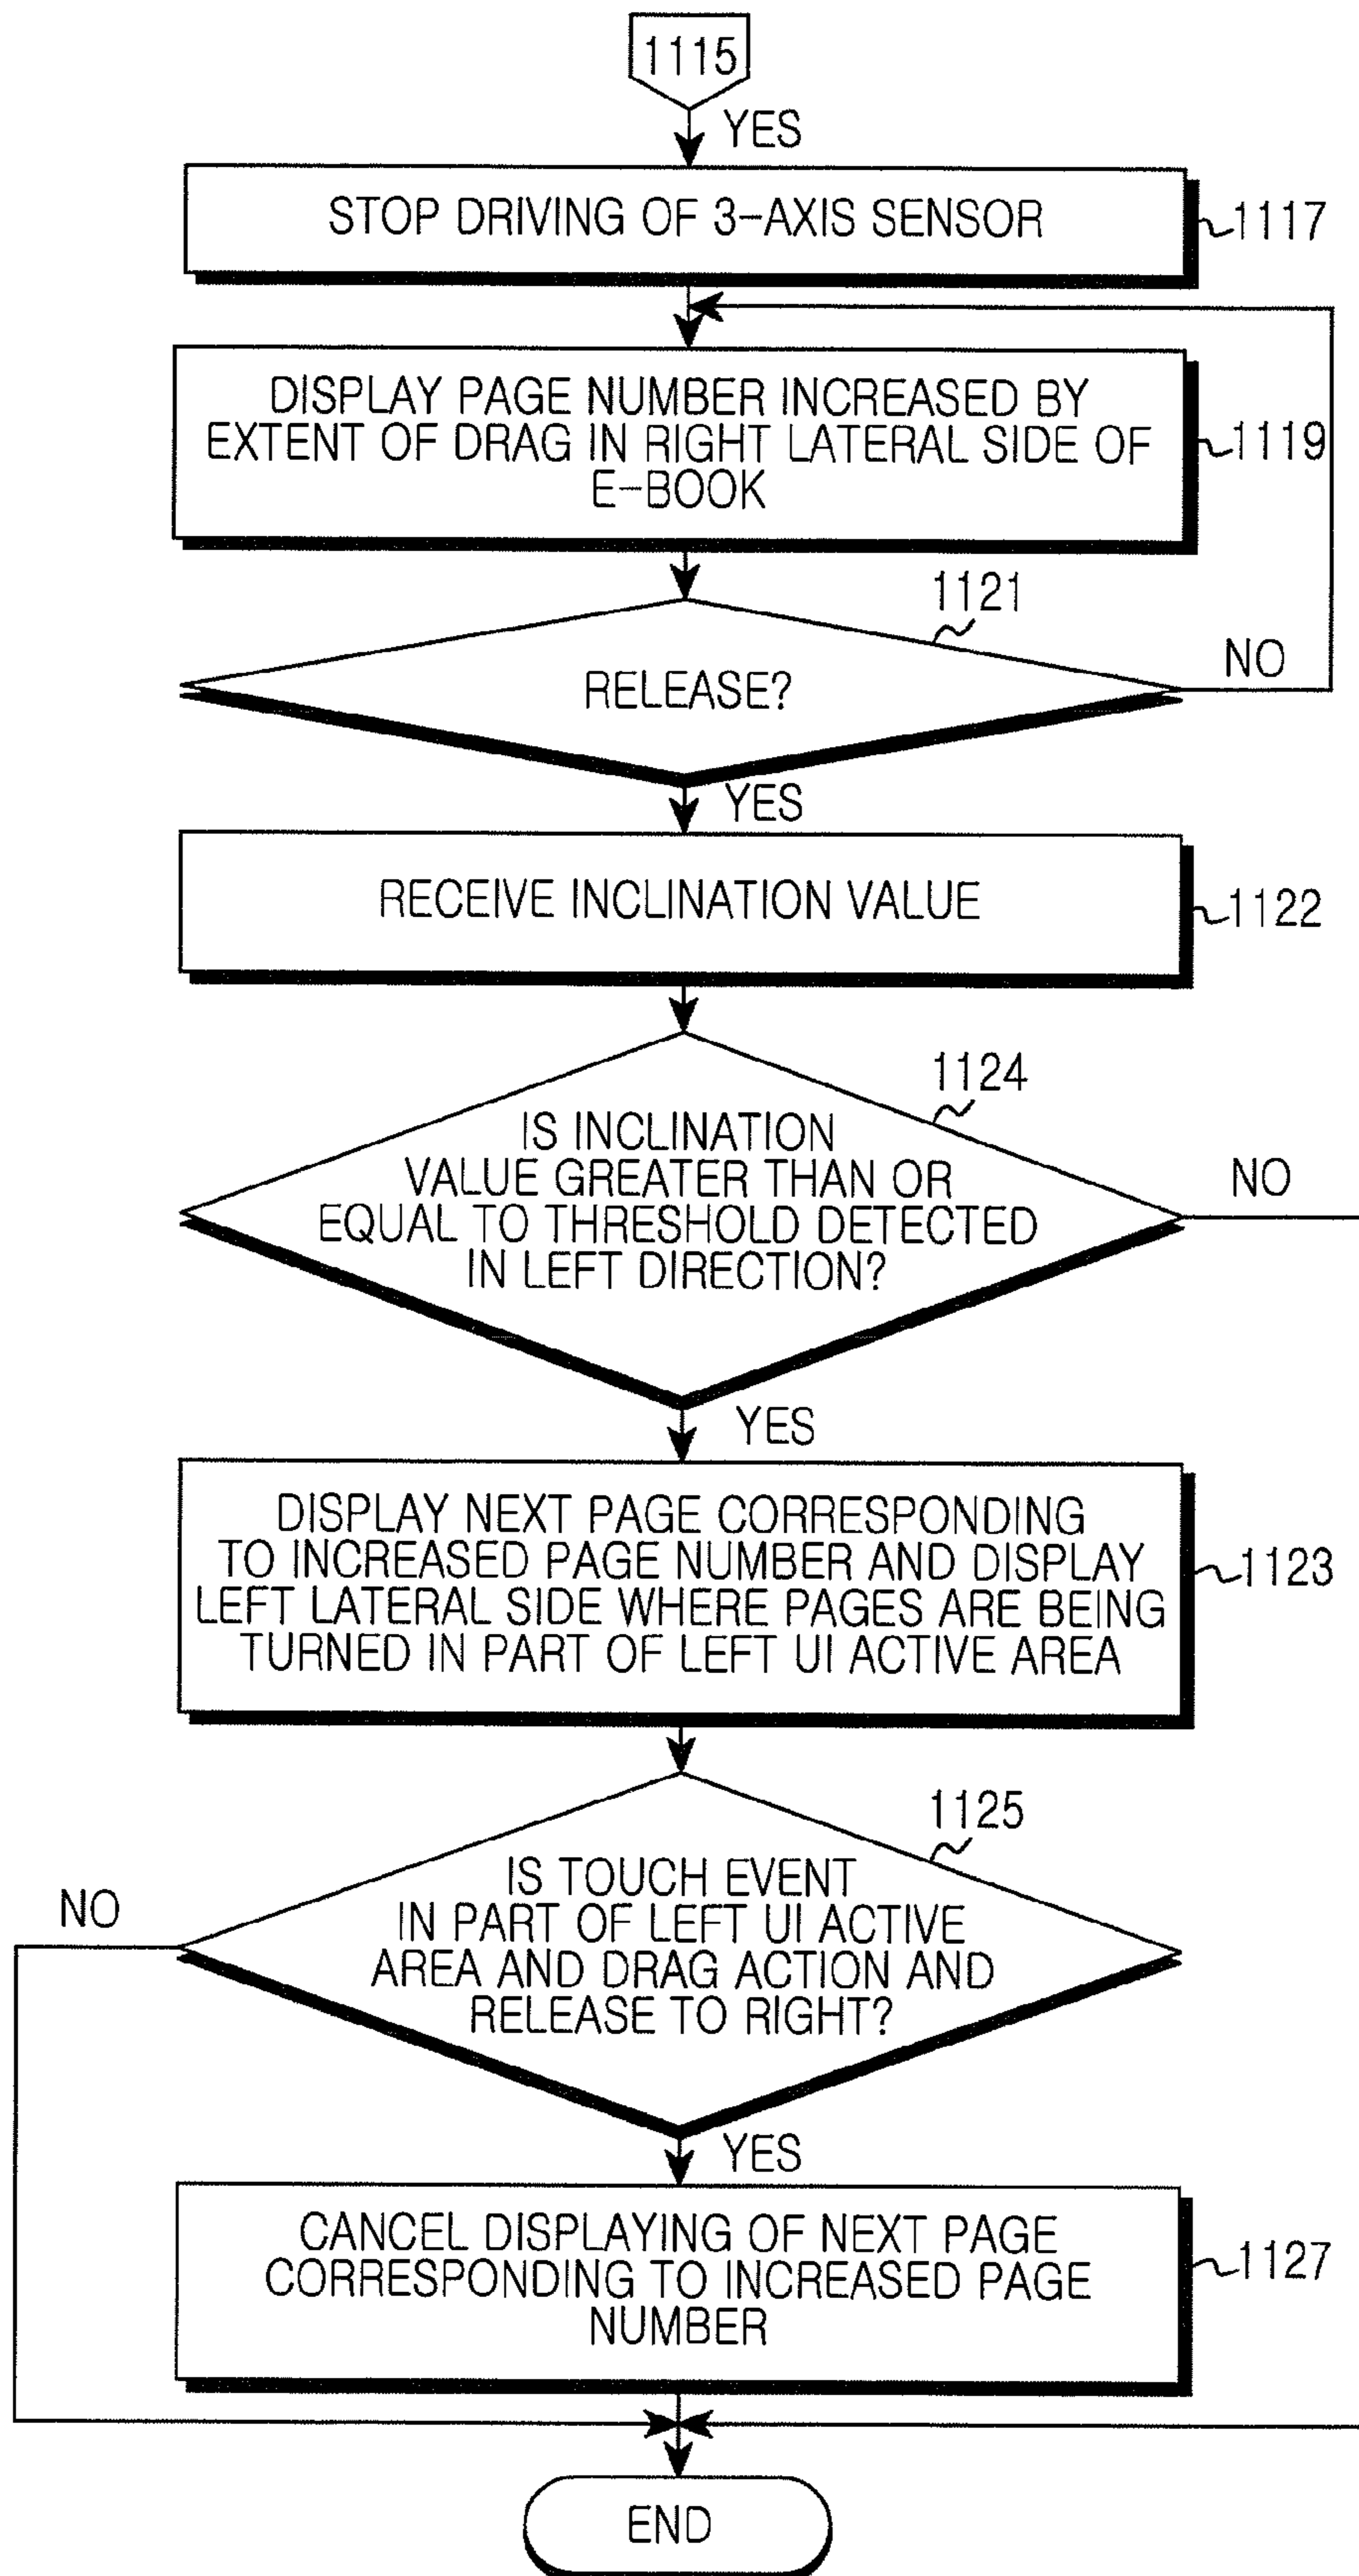 1115
YES
STOP DRIVING OF 3-AXIS SENSOR
1117
DISPLAY PAGE NUMBER INCREASED BY
EXTENT OF DRAG IN RIGHT LATERAL SIDE OF
E-BOOK
1119
1121
RELEASE?
NO
YES
RECEIVE INCLINATION VALUE
1122
1124
IS INCLINATION
VALUE GREATER THAN OR
EQUAL TO THRESHOLD DETECTED
IN LEFT DIRECTION?
NO
YES
DISPLAY NEXT PAGE CORRESPONDING
TO INCREASED PAGE NUMBER AND DISPLAY
LEFT LATERAL SIDE WHERE PAGES ARE BEING
TURNED IN PART OF LEFT UI ACTIVE AREA
1123
1125
IS TOUCH EVENT
IN PART OF LEFT UI ACTIVE
AREA AND DRAG ACTION AND
RELEASE TO RIGHT?
NO
YES
CANCEL DISPLAYING OF NEXT PAGE
CORRESPONDING TO INCREASED PAGE
NUMBER
1127
END